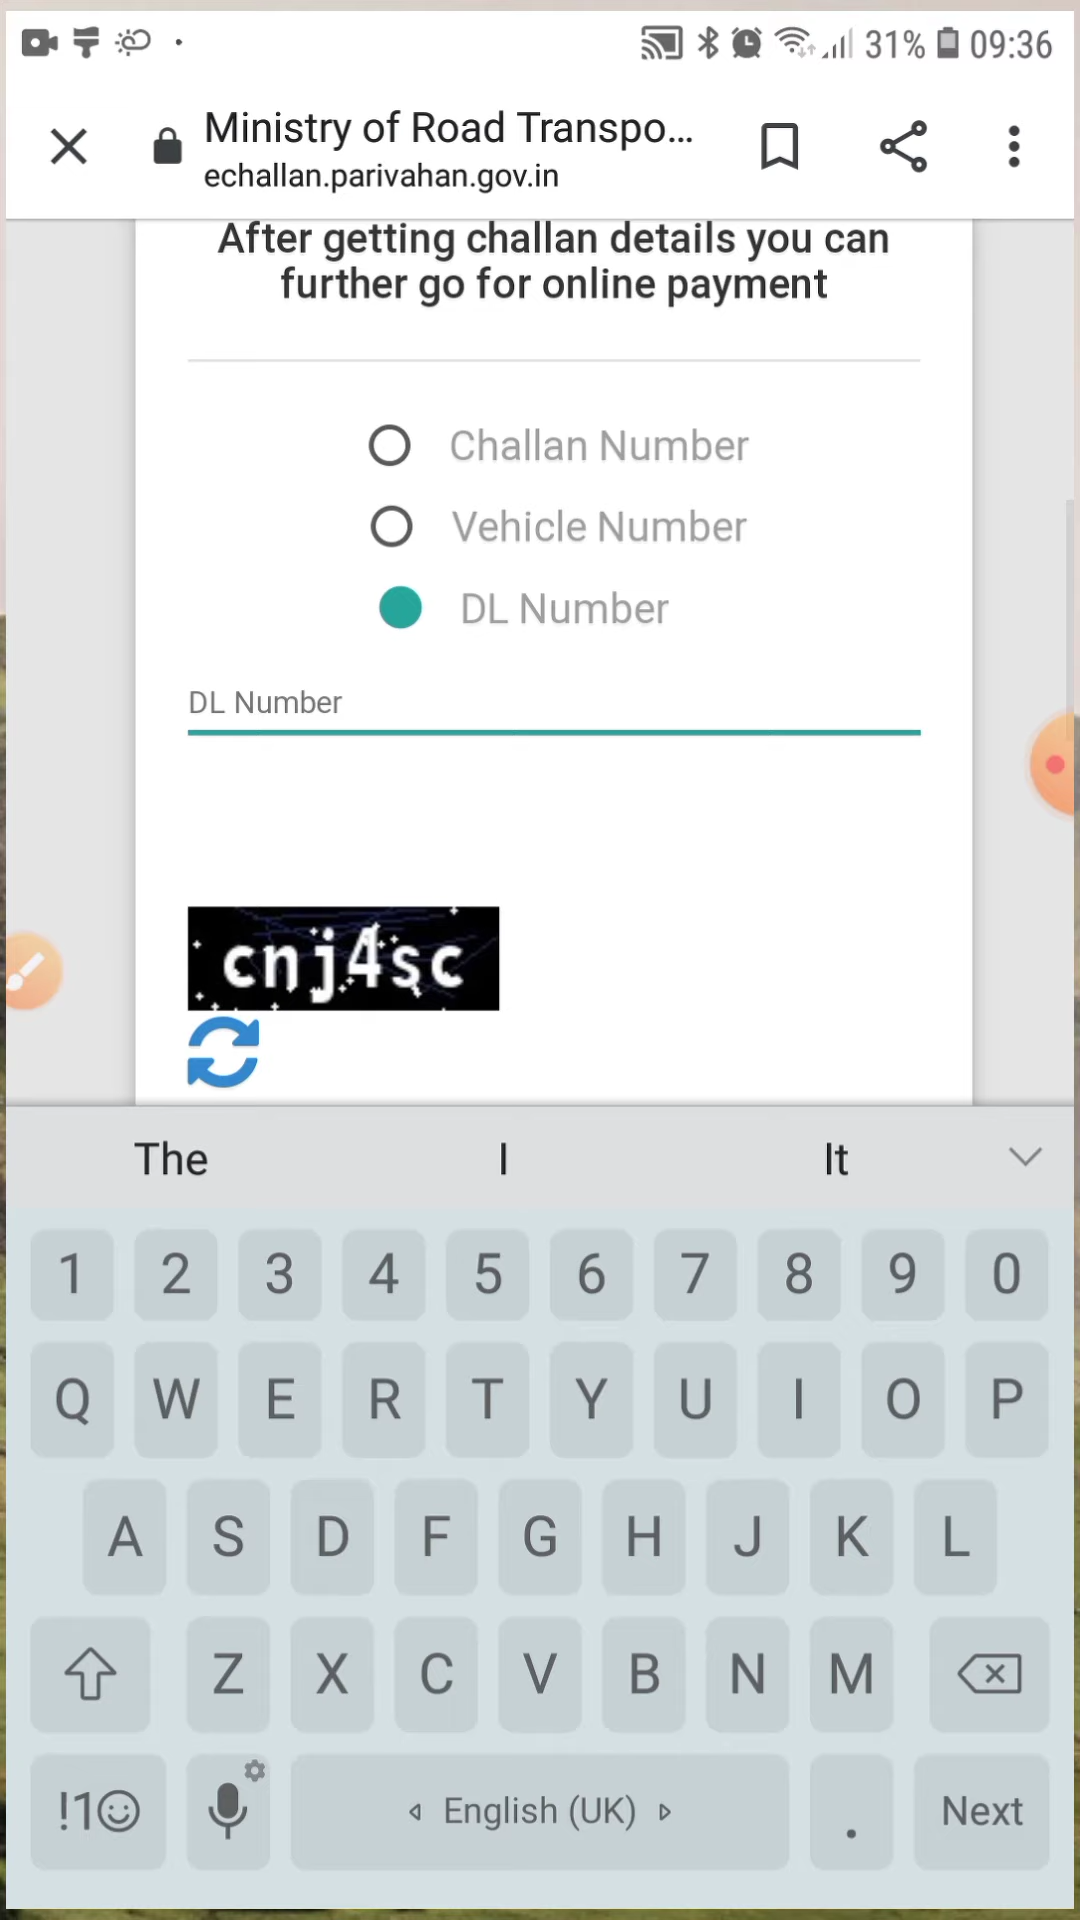 31% 09:36
Ministry of Road Transpo...
echallan.parivahan.gov.in
After getting challan details you can
further go for online payment
Challan Number
Vehicle Number
DL Number
DL Number
cnj4sc
The I It
1 2 3 4 5 6 7 8 9 0
Q W E R T Y U I O P
A S D F G H J K L
Z X C V B N M
!1 English (UK) . Next